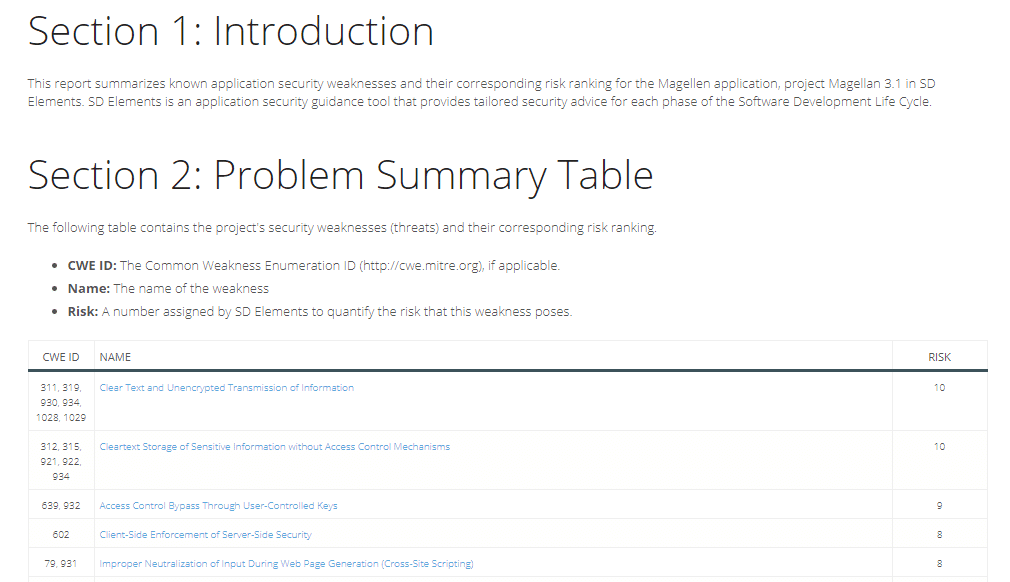 Section 1: Introduction
This report summarizes known application security weaknesses and their corresponding risk ranking for the Magellen application, project Magellan 3.1 in SD
Elements. SD Elements is an application security guidance tool that provides tailored security advice for each phase of the Software Development Life Cycle.
Section 2: Problem Summary Table
The following table contains the project's security weaknesses (threats) and their corresponding risk ranking.
• CWE ID: The Common Weakness Enumeration ID (http://cwe.mitre.org), if applicable.
• Name: The name of the weakness
• Risk: A number assigned by SD Elements to quantify the risk that this weakness poses.
CWE ID NAME RISK
311, 319, Clear Text and Unencrypted Transmission of Information 10
930, 934,
1028, 1029
312, 315, Cleartext Storage of Sensitive Information without Access Control Mechanisms 10
921, 922,
934
639, 932 Access Control Bypass Through User-Controlled Keys 9
602 Client-Side Enforcement of Server-Side Security 8
79, 931 Improper Neutralization of Input During Web Page Generation (Cross-Site Scripting) 8